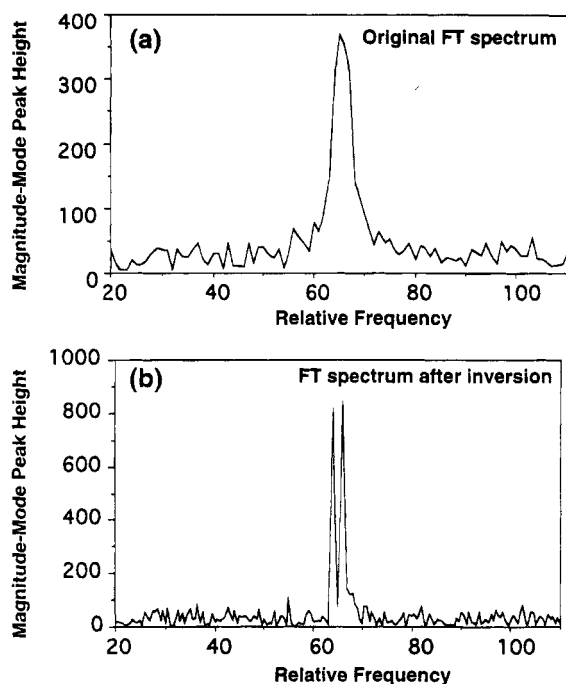 400
(a)
Original FT spectrum
300
200
100
0
Magnitude-Mode Peak Height
20
40
60
80
100
Relative Frequency
1000
(b)
FT spectrum after inversion
800
600
400
200
0
Magnitude-Mode Peak Height
20
40
60
80
100
Relative Frequency